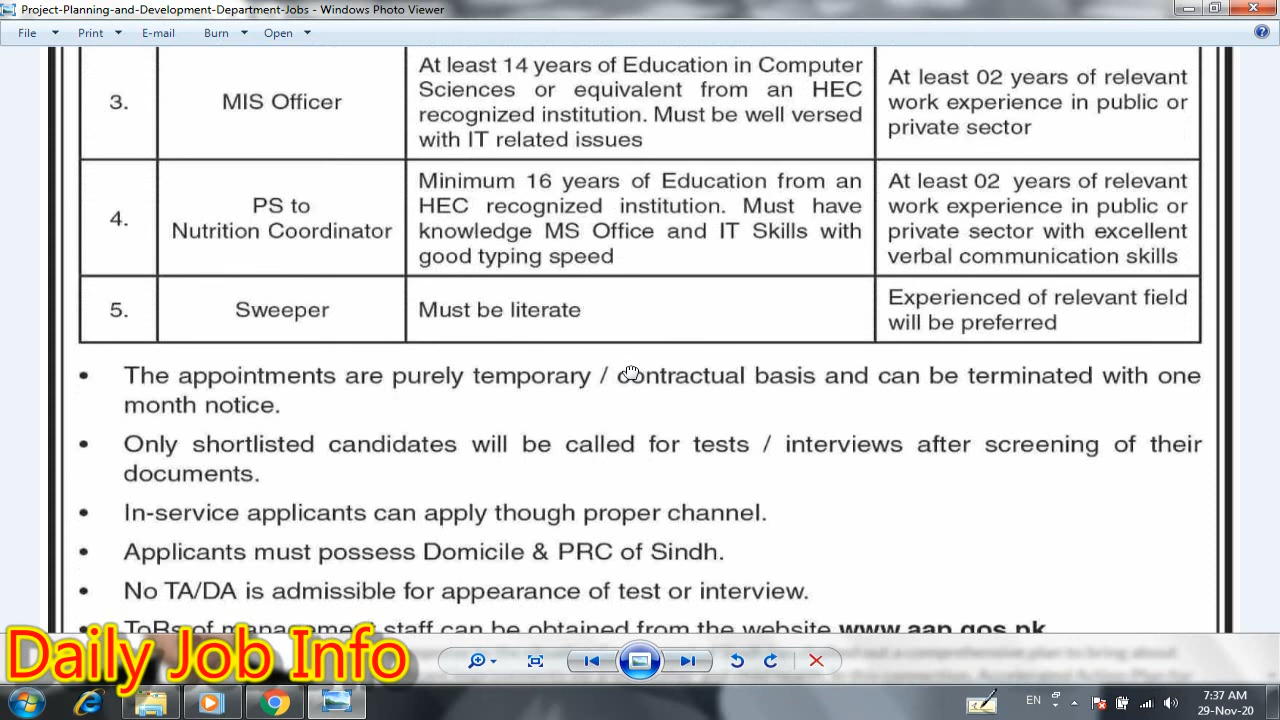 Project-Planning-and-Development-Department-Jobs - Windows Photo Viewer
File Print E-mail Burn Open
3. MIS Officer
At least 14 years of Education in Computer
Sciences or equivalent from an HEC
recognized institution. Must be well versed
with IT related issues
At least 02 years of relevant
work experience in public or
private sector
4. PS to
Nutrition Coordinator
Minimum 16 years of Education from an
HEC recognized institution. Must have
knowledge MS Office and IT Skills with
good typing speed
At least 02 years of relevant
work experience in public or
private sector with excellent
verbal communication skills
5. Sweeper
Must be literate
Experienced of relevant field
will be preferred
• The appointments are purely temporary / contractual basis and can be terminated with one
month notice.
• Only shortlisted candidates will be called for tests / interviews after screening of their
documents.
• In-service applicants can apply though proper channel.
• Applicants must possess Domicile & PRC of Sindh.
• No TA/DA is admissible for appearance of test or interview.
• ToRs of management staff can be obtained from the website www.aap.gos.pk
Daily Job Info
EN
7:37 AM
29-Nov-20